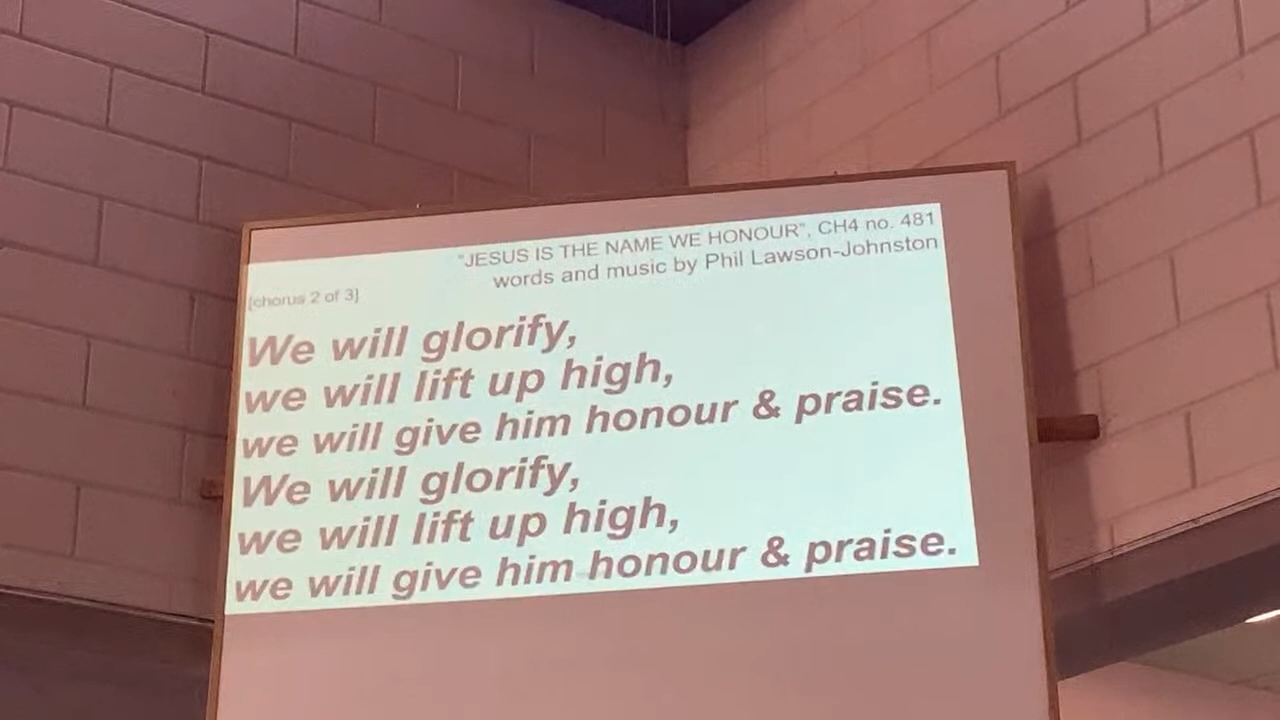 "JESUS IS THE NAME WE HONOUR", CH4 no. 481
words and music by Phil Lawson-Johnston
[chorus 2 of 3]
We will glorify,
we will lift up high,
we will give him honour & praise.
We will glorify,
we will lift up high,
we will give him honour & praise.